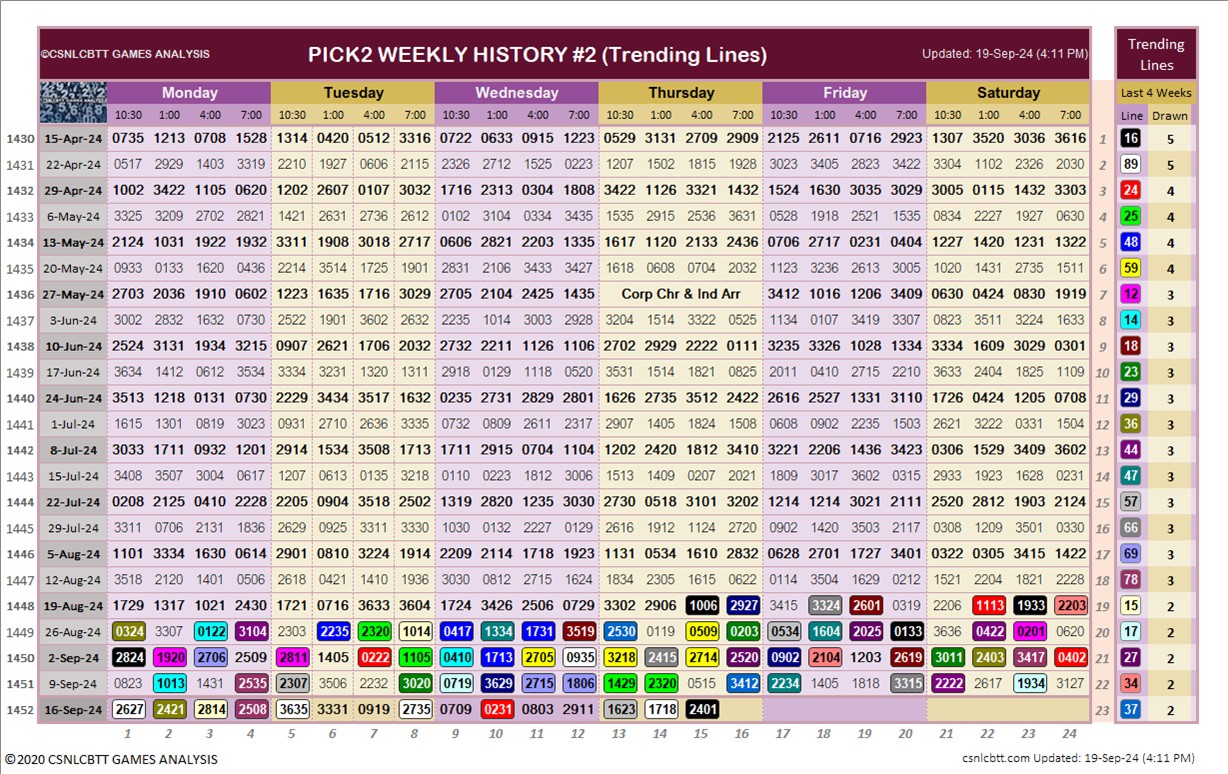 ©CSNLCBTT GAMES ANALYSIS PICK2 WEEKLY HISTORY #2 (Trending Lines) Updated: 19-Sep-24 (4:11 PM)
Trending
Lines
Monday Tuesday Wednesday Thursday Friday Saturday Last 4 Weeks
10:30 1:00 4:00 7:00 10:30 1:00 4:00 7:00 10:30 1:00 4:00 7:00 10:30 1:00 4:00 7:00 10:30 1:00 4:00 7:00 10:30 1:00 4:00 7:00 Line Drawn
1430 15-Apr-24 0735 1213 0708 1528 1314 0420 0512 3316 0722 0633 0915 1223 0529 3131 2709 2909 2125 2611 0716 2923 1307 3520 3036 3616 1 16 5
1431 22-Apr-24 0517 2929 1403 3319 2210 1927 0606 2115 2326 2712 1525 0223 1207 1502 1815 1928 3023 3405 2823 3422 3304 1102 2326 2030 2 89 5
1432 29-Apr-24 1002 3422 1105 0620 1202 2607 0107 3032 1716 2313 0304 1808 3422 1126 3321 1432 1524 1630 3035 3029 3005 0115 1432 3303 3 24 4
1433 6-May-24 3325 3209 2702 2821 1421 2631 2736 2612 0102 3104 0334 3435 1535 2915 2536 3631 0528 1918 2521 1535 0834 2227 1927 0630 4 25 4
1434 13-May-24 2124 1031 1922 1932 3311 1908 3018 2717 0606 2821 2203 1335 1617 1120 2133 2436 0706 2717 0231 0404 1227 1420 1231 1322 5 48 4
1435 20-May-24 0933 0133 1620 0436 2214 3514 1725 1901 2831 2106 3433 3427 1618 0608 0704 2032 1123 3236 2613 3005 1020 1431 2735 1511 6 59 4
1436 27-May-24 2703 2036 1910 0602 1223 1635 1716 3029 2705 2104 2425 1435 Corp Chr & Ind Arr 3412 1016 1206 3409 0630 0424 0830 1919 7 12 3
1437 3-Jun-24 3002 2832 1632 0730 2522 1901 3602 2632 2235 1014 3003 2928 3204 1514 3322 0525 1134 0107 3419 3307 0823 3511 3224 1633 8 14 3
1438 10-Jun-24 2524 3131 1934 3215 0907 2621 1706 2032 2732 2211 1126 1106 2702 2929 2222 0111 3235 3326 1028 1334 3334 1609 3029 0301 9 18 3
1439 17-Jun-24 3634 1412 0612 3534 3334 3231 1320 1311 2918 0129 1118 0520 3531 1514 1821 0825 2011 0410 2715 2210 3633 2404 1825 1109 10 23 3
1440 24-Jun-24 3513 1218 0131 0730 2229 3434 3517 1632 0235 2731 2829 2801 1626 2735 3512 2422 2616 2527 1331 3110 1726 0424 1205 0708 11 29 3
1441 1-Jul-24 1615 1301 0819 3023 0931 2710 2636 3335 0732 0808 2611 2317 2907 1405 1824 1508 0608 0902 2235 1503 2621 3222 0331 1504 12 36 3
1442 8-Jul-24 3033 1711 0932 1201 2914 1534 3508 1713 1711 2915 0704 1104 1202 2420 1812 3410 3221 2206 1436 3423 0306 1529 3409 3602 13 44 3
1443 15-Jul-24 3408 3507 3004 0617 1207 0613 0135 3213 0110 0223 1812 3006 1513 1409 0207 2021 1809 3017 3602 0315 2933 1923 1628 0231 14 47 3
1444 22-Jul-24 0208 2125 0410 2228 2205 0904 3518 2502 1319 2820 1235 3030 2730 0518 3101 3202 1214 1214 3021 2111 2520 2812 1903 2124 15 57 3
1445 29-Jul-24 3311 0706 2131 1836 2629 0925 3311 3330 1030 0132 2227 0129 2616 1912 1124 2720 0902 1420 3503 2117 0308 1209 3501 0330 16 66 3
1446 5-Aug-24 1101 3334 1630 0614 2901 0810 3224 1914 2209 2114 1718 1923 1131 0534 1610 2832 0628 2701 1727 3401 0322 0305 3415 1422 17 69 3
1447 12-Aug-24 3518 2120 1401 0506 2618 0421 1410 1936 3030 0812 2715 1624 1834 2305 1615 0622 0114 3504 1629 0212 1521 2204 1821 2228 18 78 3
1448 19-Aug-24 1729 1317 1021 2430 1721 0716 3633 3604 1724 3426 2506 0729 3302 2906 1006 2927 3415 3324 2601 0319 2206 1113 1933 2203 19 15 2
1449 26-Aug-24 0324 3307 0122 3104 2303 2235 2320 1014 0417 1334 1731 3519 2530 0119 0509 0203 0534 1604 2025 0133 3636 0422 0201 0620 20 17 2
1450 2-Sep-24 2824 1920 2706 2509 2811 1405 0222 1105 0410 1713 2705 0935 3218 2415 2714 2520 0902 2104 1203 2619 3011 2403 3417 0402 21 27 2
1451 9-Sep-24 0823 1013 1431 2535 2307 3506 2232 3020 0719 3629 2715 1806 1429 2320 0515 3412 2234 1405 1318 3315 2222 2617 1934 3127 22 34 2
1452 16-Sep-24 2627 2421 2814 2508 3635 3331 0919 2735 0709 0231 0803 2911 1623 1718 2401 23 37 2
1 2 3 4 5 6 7 8 9 10 11 12 13 14 15 16 17 18 19 20 21 22 23 24
©2020 CSNLCBTT GAMES ANALYSIS csnlcbtt.com Updated: 19-Sep-24 (4:11 PM)